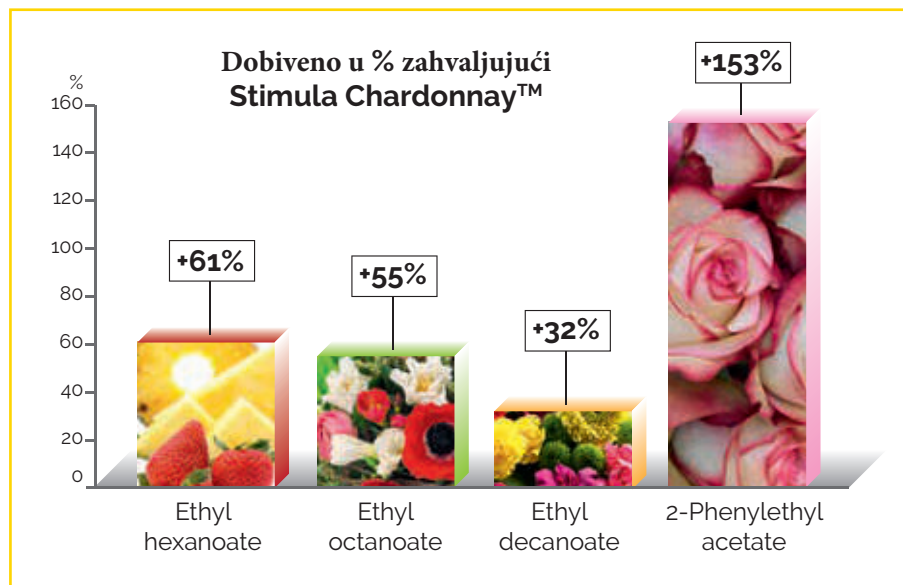 Dobiveno u % zahvaljujući
Stimula Chardonnay™
%
160
140
120
100
80
60
40
20
0
+61%
+55%
+32%
+153%
Ethyl
hexanoate
Ethyl
octanoate
Ethyl
decanoate
2-Phenylethyl
acetate